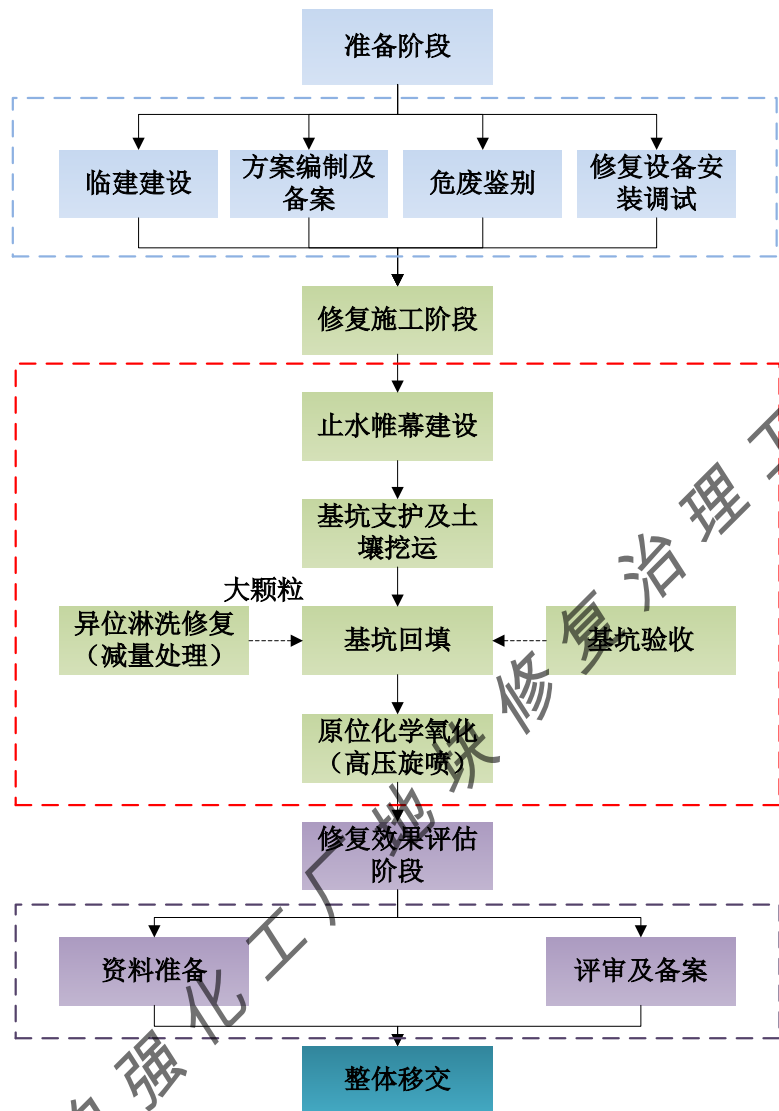 准备阶段
临建建设
方案编制及
备案
危废鉴别
修复设备安
装调试
修复施工阶段
止水帷幕建设
基坑支护及土
壤挖运
大颗粒
异位淋洗修复
（减量处理）
基坑回填
基坑验收
原位化学氧化
（高压旋喷）
修复效果评估
阶段
资料准备
评审及备案
整体移交
强化工厂地块修复治理